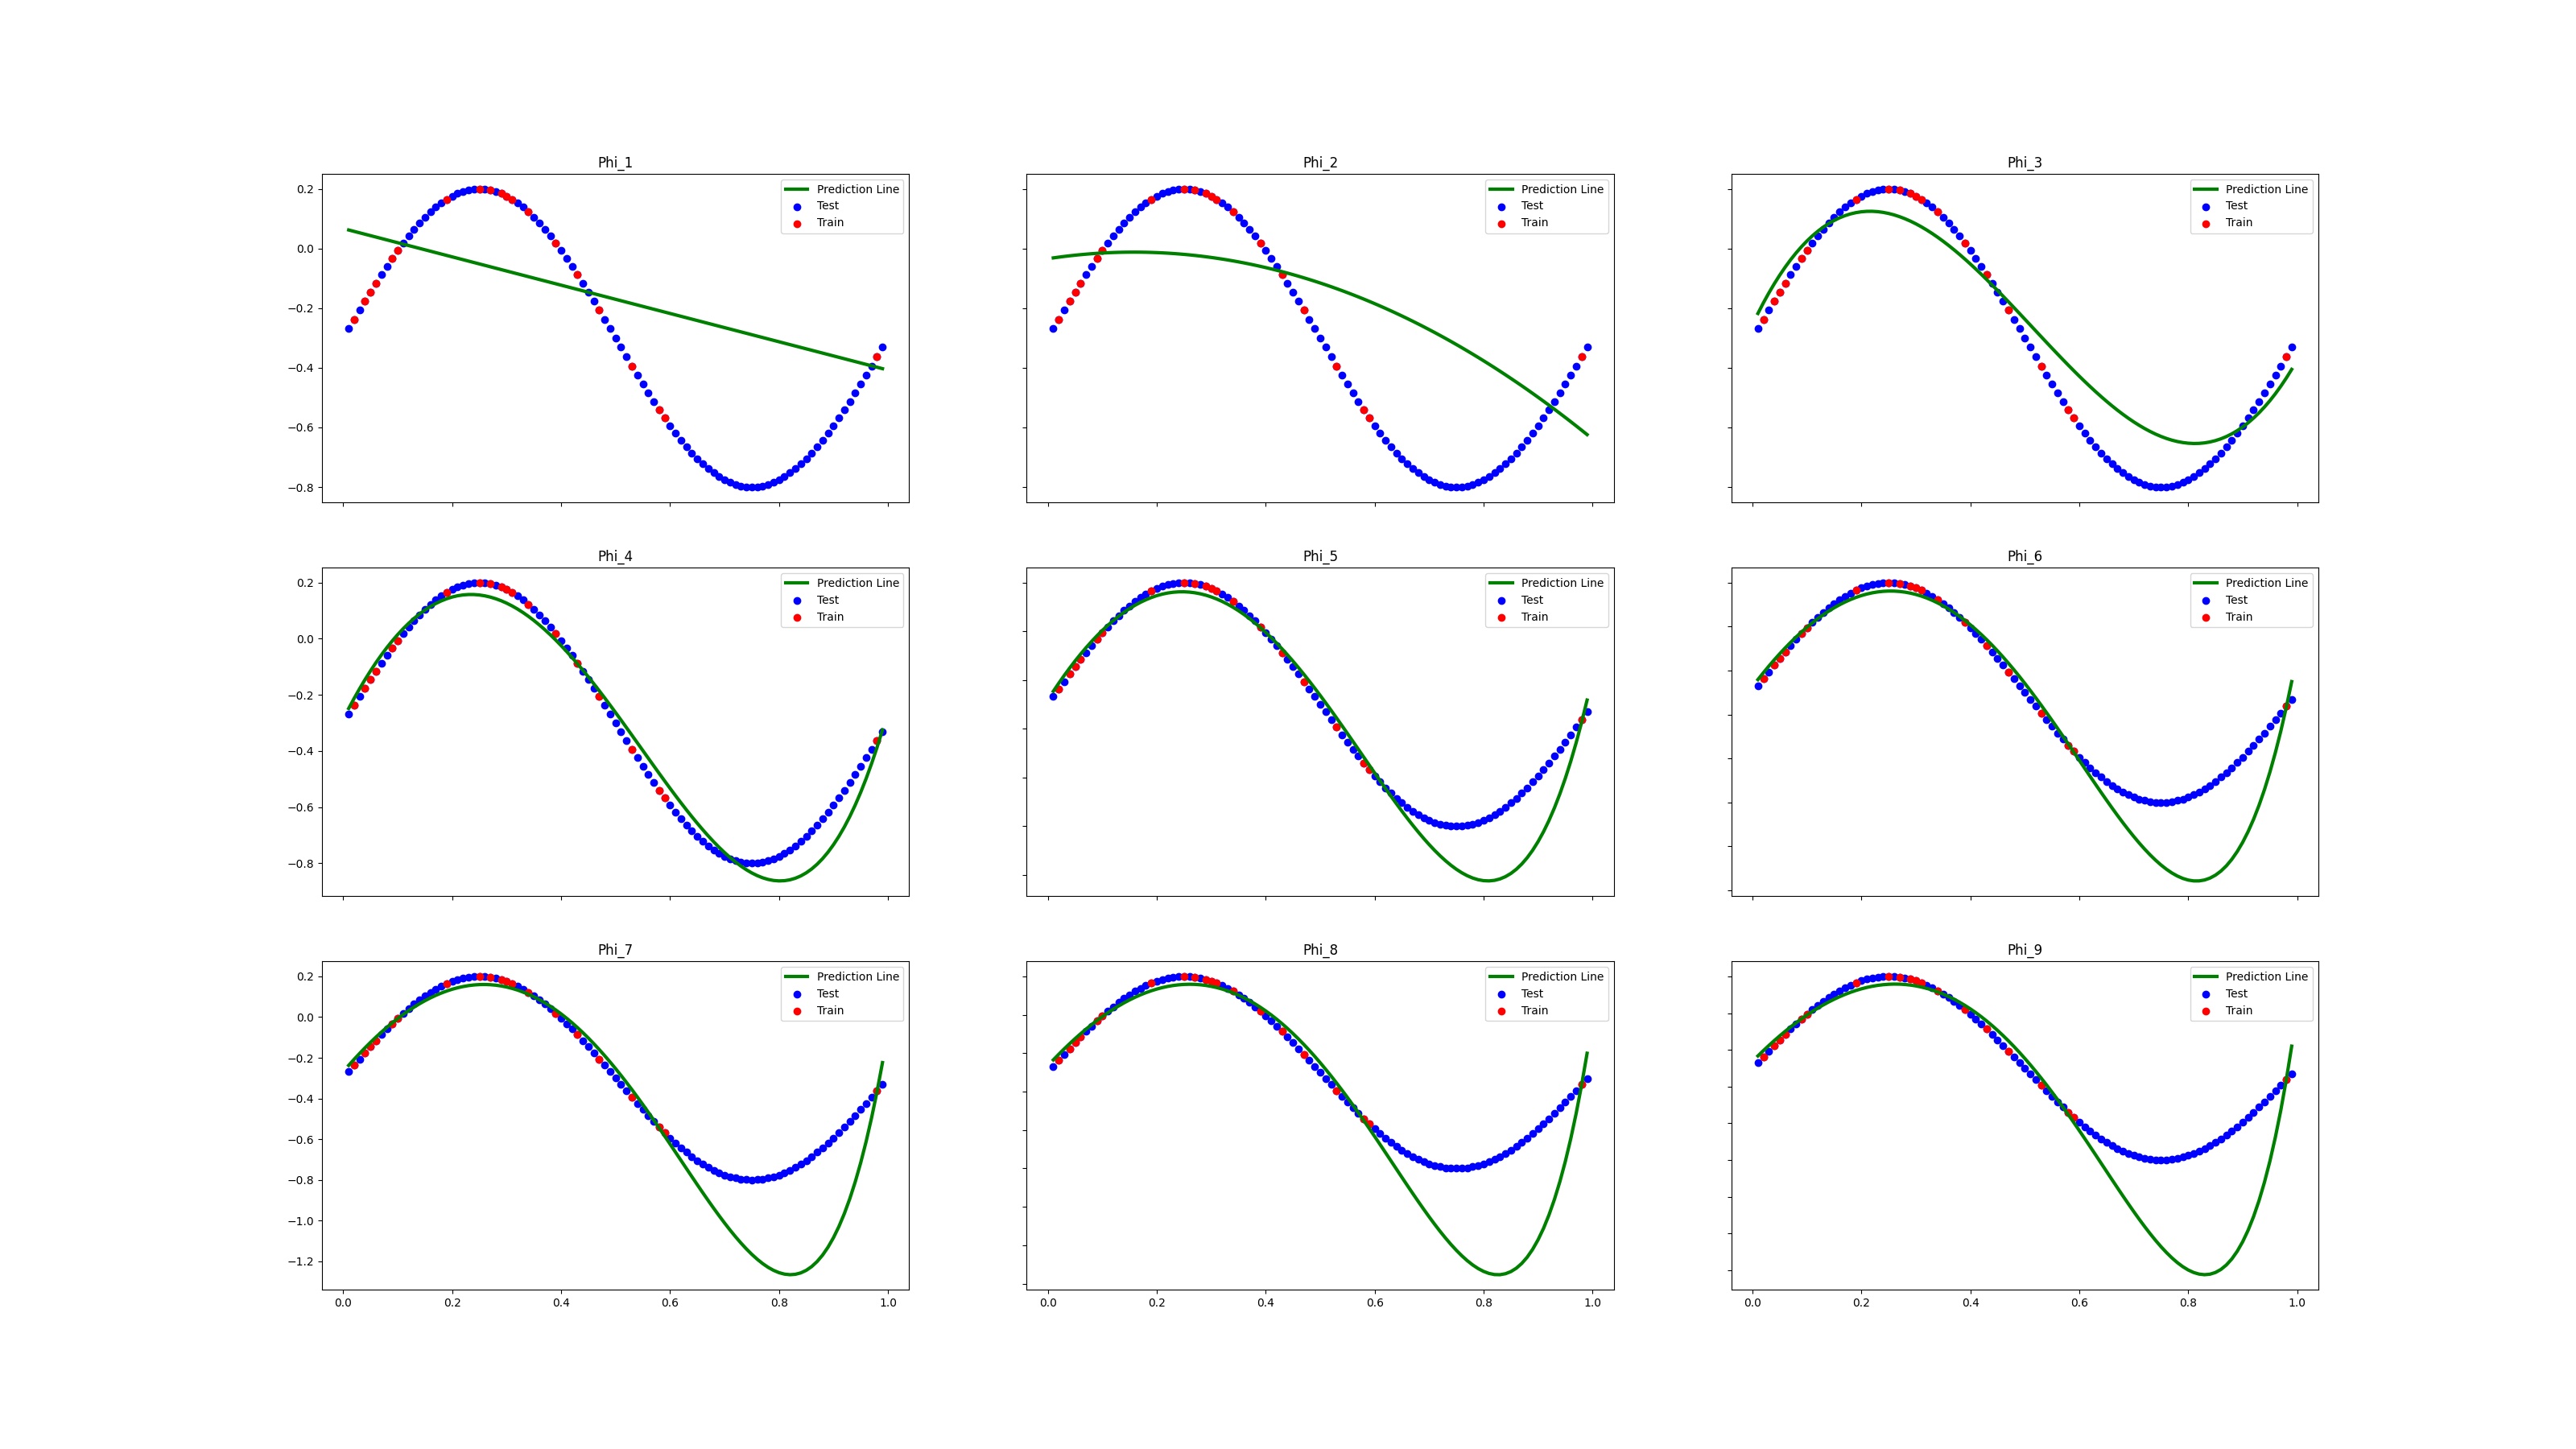 Phi_1
Prediction Line
Test
Train
0.2
0.0
−0.2
−0.4
−0.6
−0.8
Phi_2
Prediction Line
Test
Train
Phi_3
Prediction Line
Test
Train
Phi_4
Prediction Line
Test
Train
0.2
0.0
−0.2
−0.4
−0.6
−0.8
Phi_5
Prediction Line
Test
Train
Phi_6
Prediction Line
Test
Train
Phi_7
Prediction Line
Test
Train
0.2
0.0
−0.2
−0.4
−0.6
−0.8
−1.0
−1.2
0.0 0.2 0.4 0.6 0.8 1.0
Phi_8
Prediction Line
Test
Train
0.0 0.2 0.4 0.6 0.8 1.0
Phi_9
Prediction Line
Test
Train
0.0 0.2 0.4 0.6 0.8 1.0